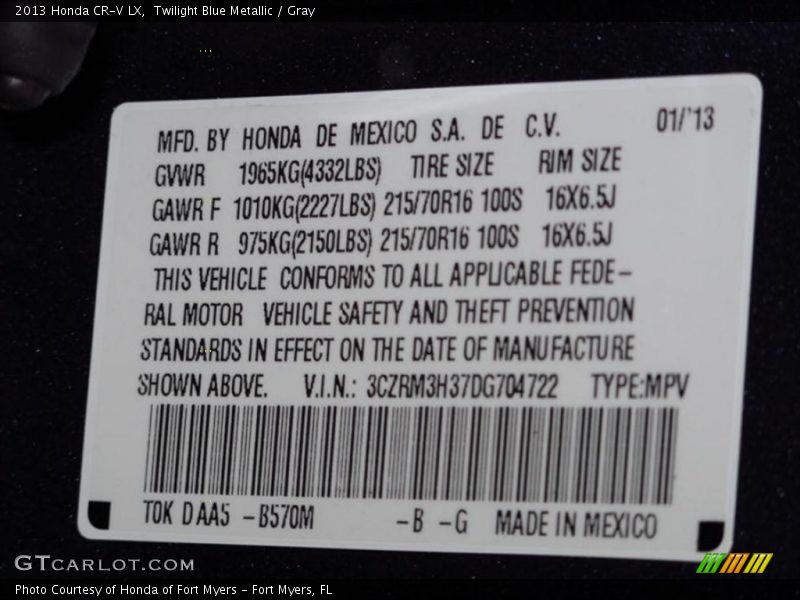 2013 Honda CR-V LX, Twilight Blue Metallic / Gray
MFD. BY HONDA DE MEXICO S.A. DE C.V. 01/'13
GVWR 1965KG(4332LBS) TIRE SIZE RIM SIZE
GAWR F 1010KG(2227LBS) 215/70R16 100S 16X6.5J
GAWR R 975KG(2150LBS) 215/70R16 100S 16X6.5J
THIS VEHICLE CONFORMS TO ALL APPLICABLE FEDE-
RAL MOTOR VEHICLE SAFETY AND THEFT PREVENTION
STANDARDS IN EFFECT ON THE DATE OF MANUFACTURE
SHOWN ABOVE. V.I.N.: 3CZRM3H37DG704722 TYPE:MPV
T0K DAA5 -B570M -B -G MADE IN MEXICO
GTCARLOT.COM
Photo Courtesy of Honda of Fort Myers - Fort Myers, FL